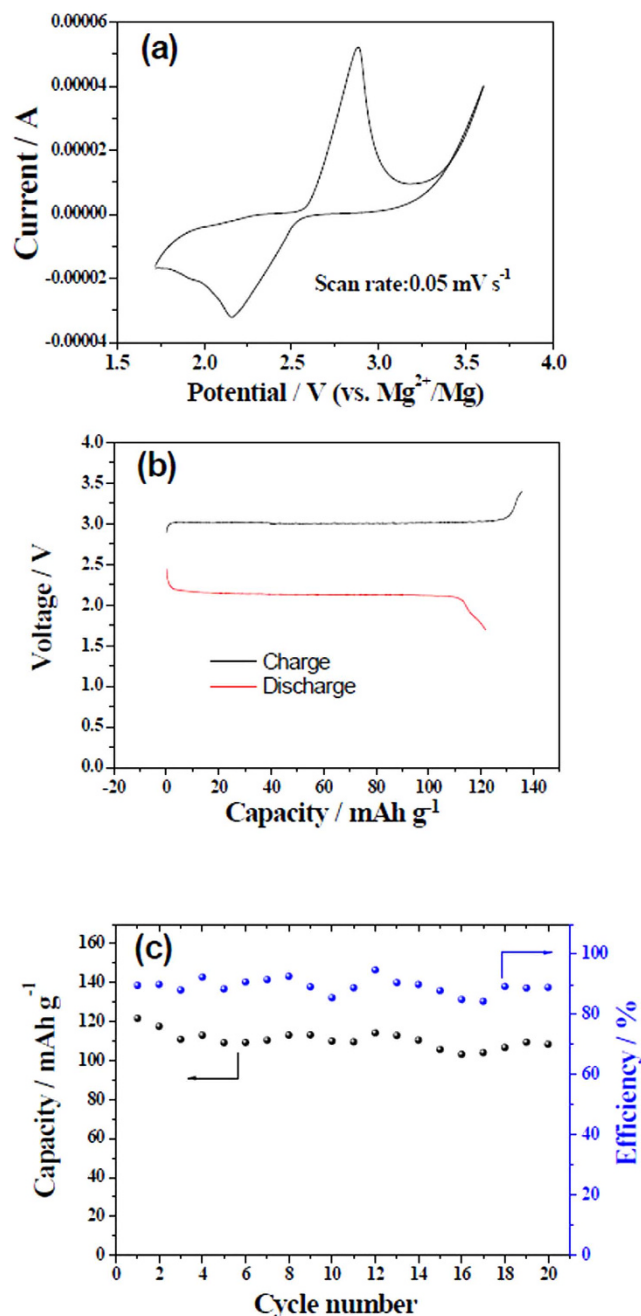 (a)
0.00006
0.00004
0.00002
0.00000
-0.00002
-0.00004
Current / A
Scan rate:0.05 mV s⁻¹
1.5 2.0 2.5 3.0 3.5 4.0
Potential / V (vs. Mg²⁺/Mg)
(b)
4.0
3.5
3.0
2.5
2.0
1.5
1.0
0.5
0.0
Voltage / V
Charge
Discharge
-20 0 20 40 60 80 100 120 140
Capacity / mAh g⁻¹
(c)
160
140
120
100
80
60
40
20
0
Capacity / mAh g⁻¹
100
80
60
40
20
0
Efficiency / %
0 2 4 6 8 10 12 14 16 18 20
Cycle number